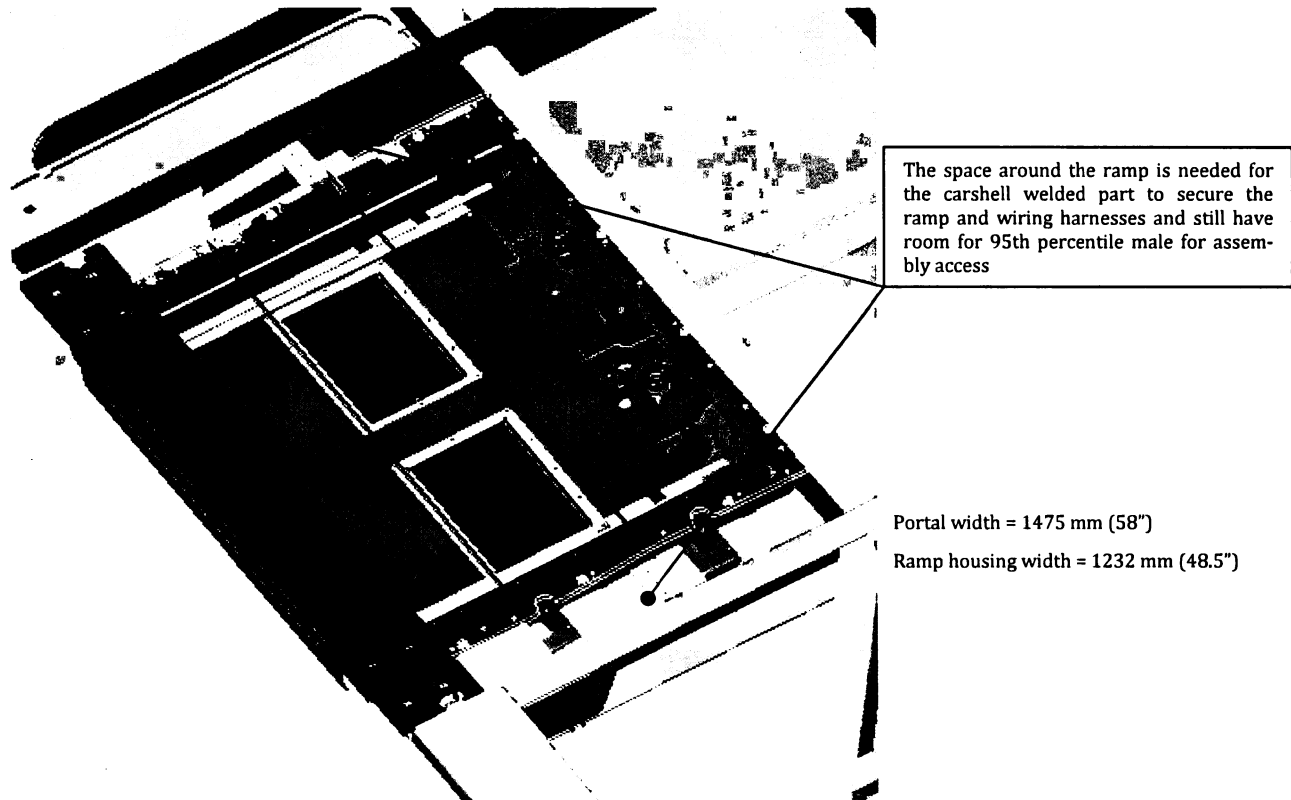 The space around the ramp is needed for
the carshell welded part to secure the
ramp and wiring harnesses and still have
room for 95th percentile male for assem-
bly access
Portal width = 1475 mm (58”)
Ramp housing width = 1232 mm (48.5”)